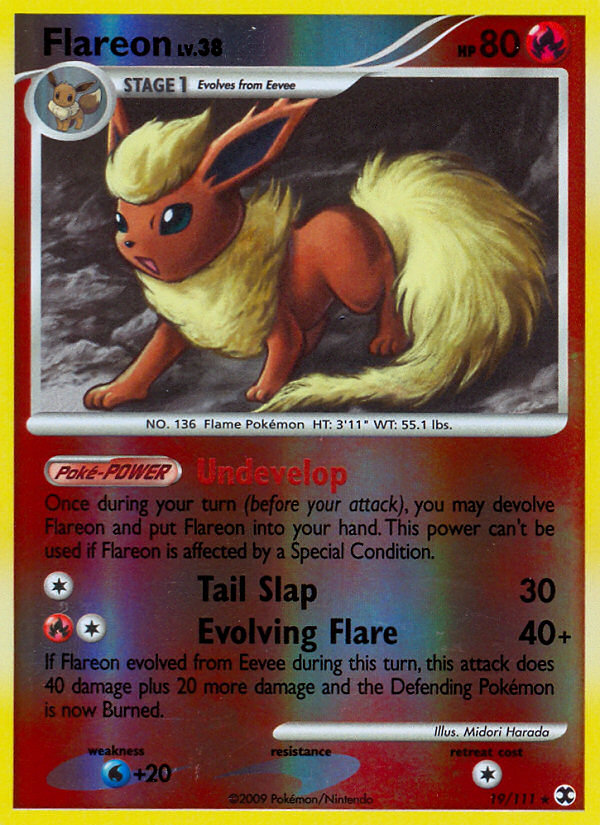 Flareon LV.38
HP 80
STAGE 1 Evolves from Eevee
NO. 136 Flame Pokémon HT: 3'11" WT: 55.1 lbs.
Poké-POWER Undevelop
Once during your turn (before your attack), you may devolve
Flareon and put Flareon into your hand. This power can't be
used if Flareon is affected by a Special Condition.
Tail Slap 30
Evolving Flare 40+
If Flareon evolved from Eevee during this turn, this attack does
40 damage plus 20 more damage and the Defending Pokémon
is now Burned.
Illus. Midori Harada
weakness resistance retreat cost
+20
©2009 Pokémon/Nintendo 19/111